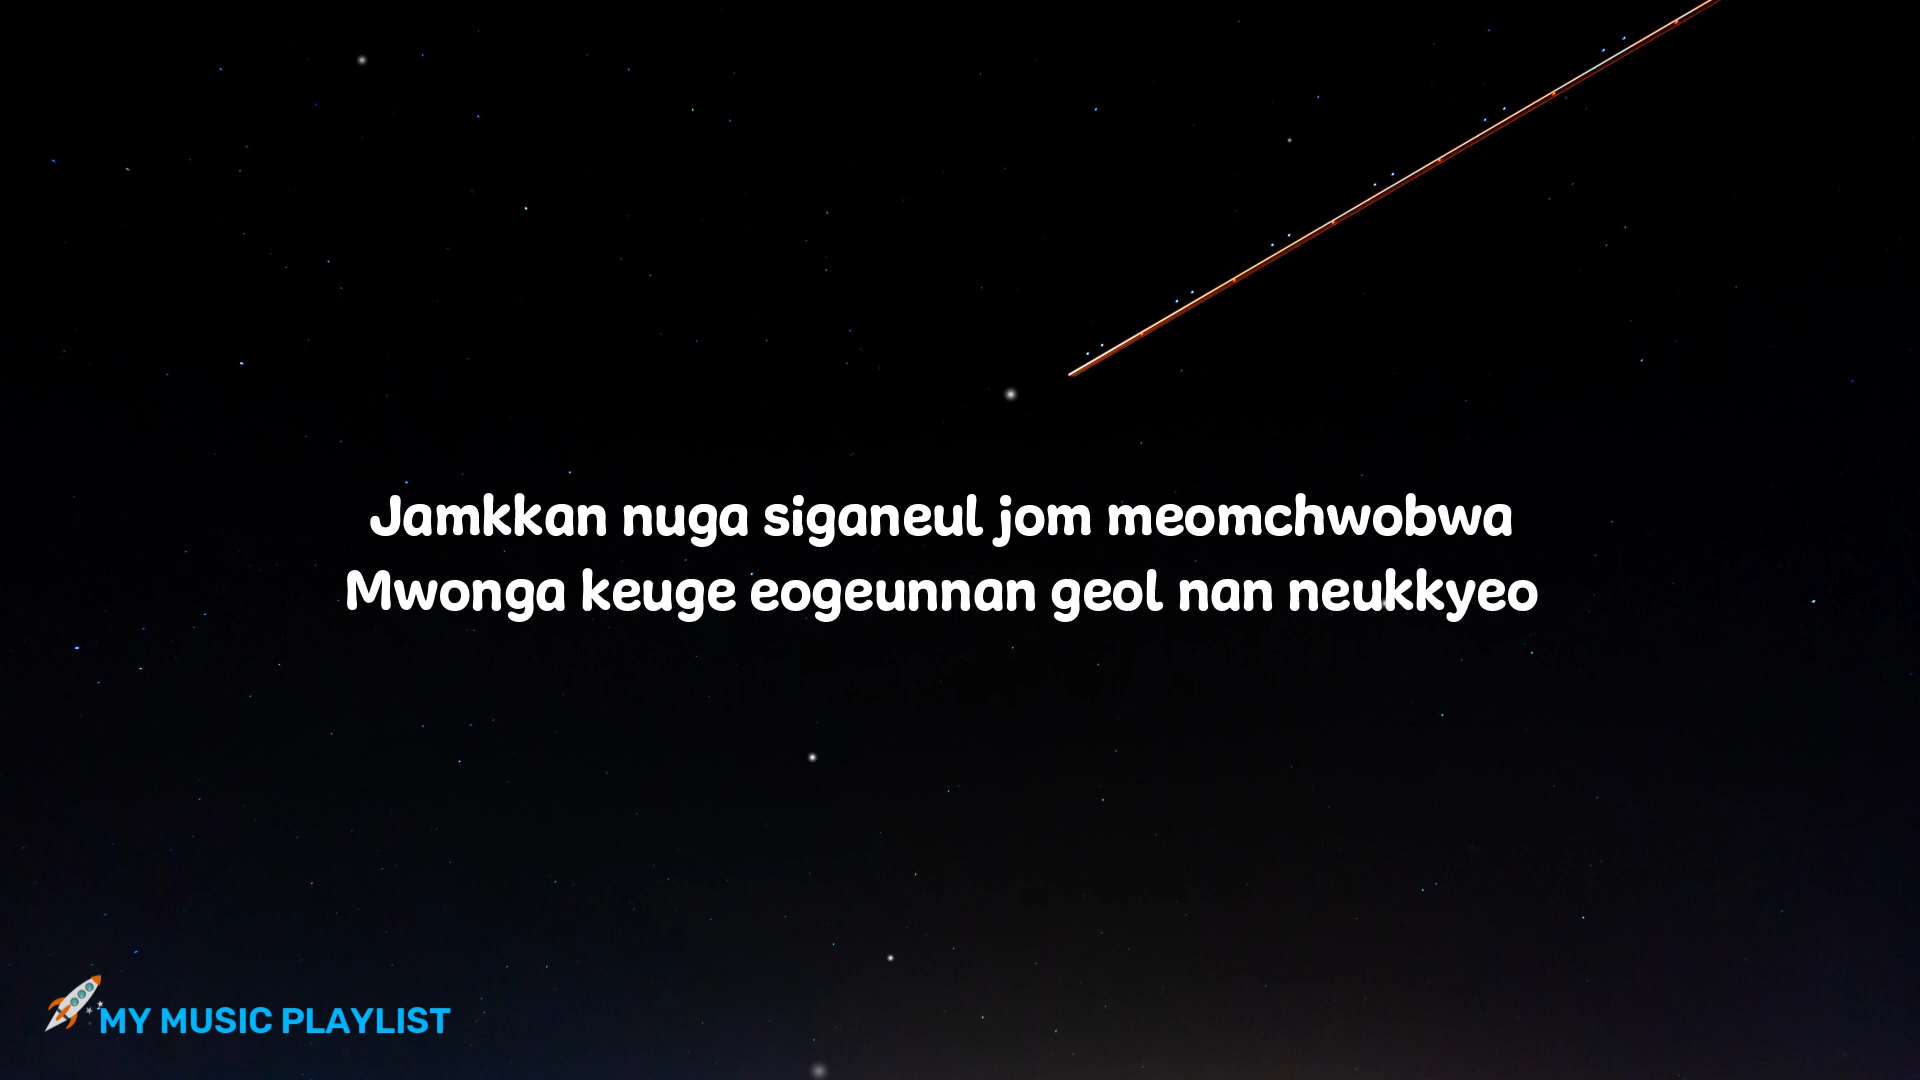 Jamkkan nuga siganeul jom meomchwobwa
Mwonga keuge eogeunnan geol nan neukkyeo
MY MUSIC PLAYLIST